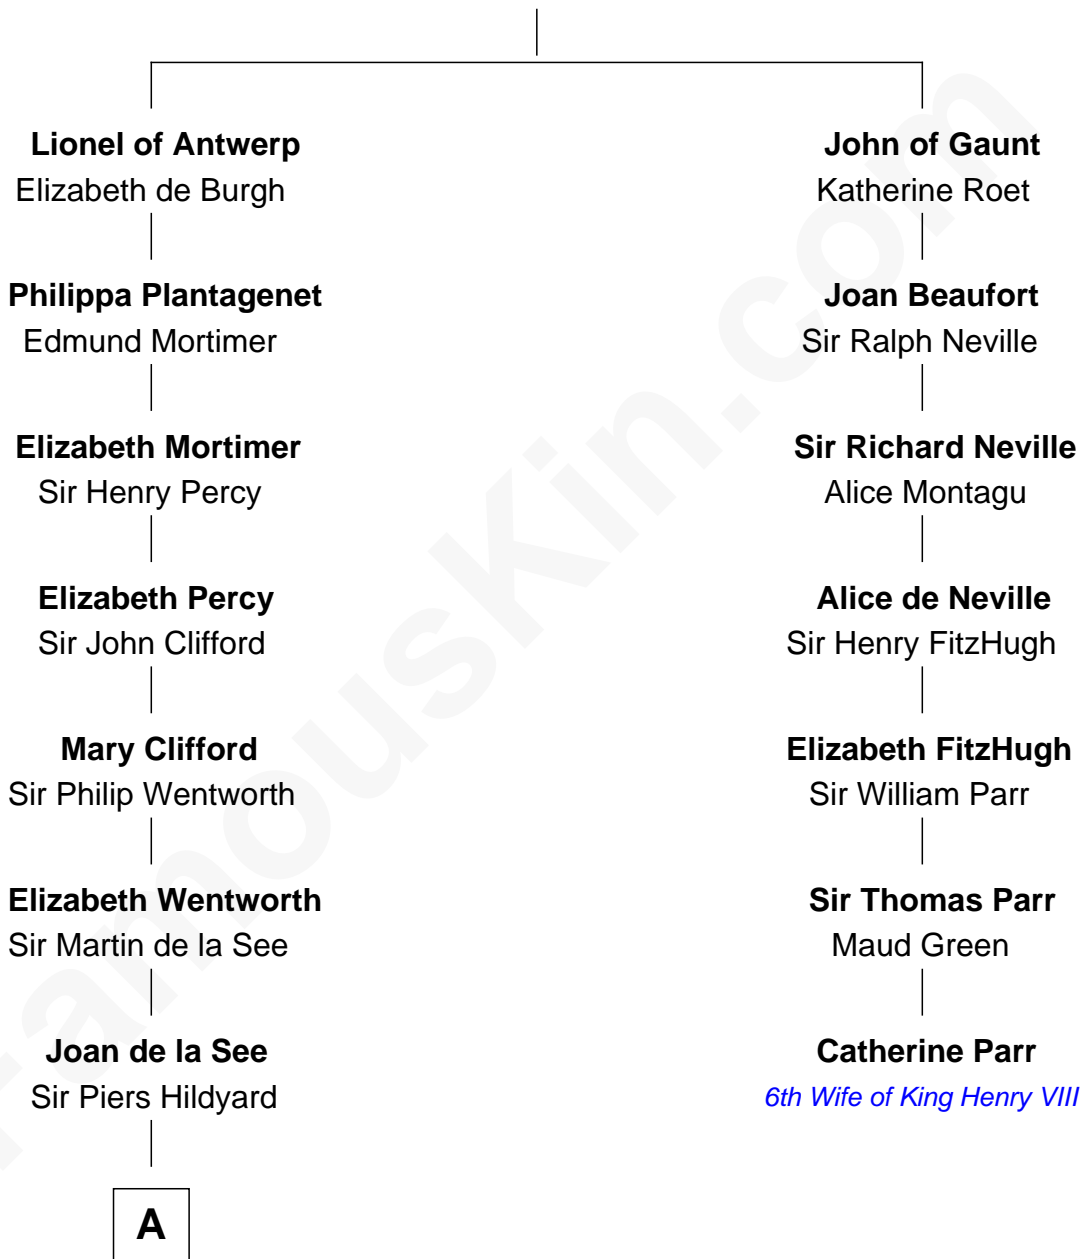 Lionel of Antwerp
Elizabeth de Burgh
Philippa Plantagenet
Edmund Mortimer
Elizabeth Mortimer
Sir Henry Percy
Elizabeth Percy
Sir John Clifford
Mary Clifford
Sir Philip Wentworth
Elizabeth Wentworth
Sir Martin de la See
Joan de la See
Sir Piers Hildyard
A
John of Gaunt
Katherine Roet
Joan Beaufort
Sir Ralph Neville
Sir Richard Neville
Alice Montagu
Alice de Neville
Sir Henry FitzHugh
Elizabeth FitzHugh
Sir William Parr
Sir Thomas Parr
Maud Green
Catherine Parr
6th Wife of King Henry VIII
FamousKin.com